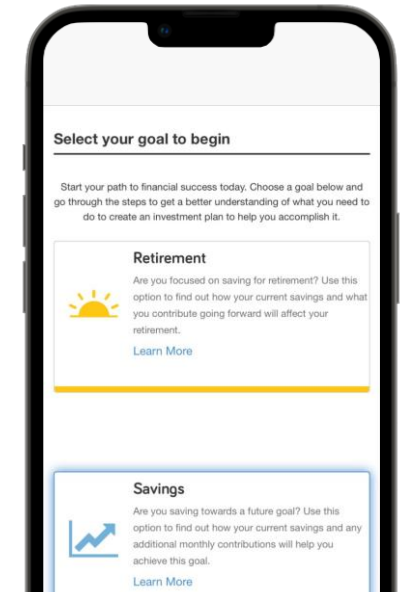 Select your goal to begin
Start your path to financial success today. Choose a goal below and
go through the steps to get a better understanding of what you need to
do to create an investment plan to help you accomplish it.
Retirement
Are you focused on saving for retirement? Use this
option to find out how your current savings and what
you contribute going forward will affect your
retirement.
Learn More
Savings
Are you saving towards a future goal? Use this
option to find out how your current savings and any
additional monthly contributions will help you
achieve this goal.
Learn More